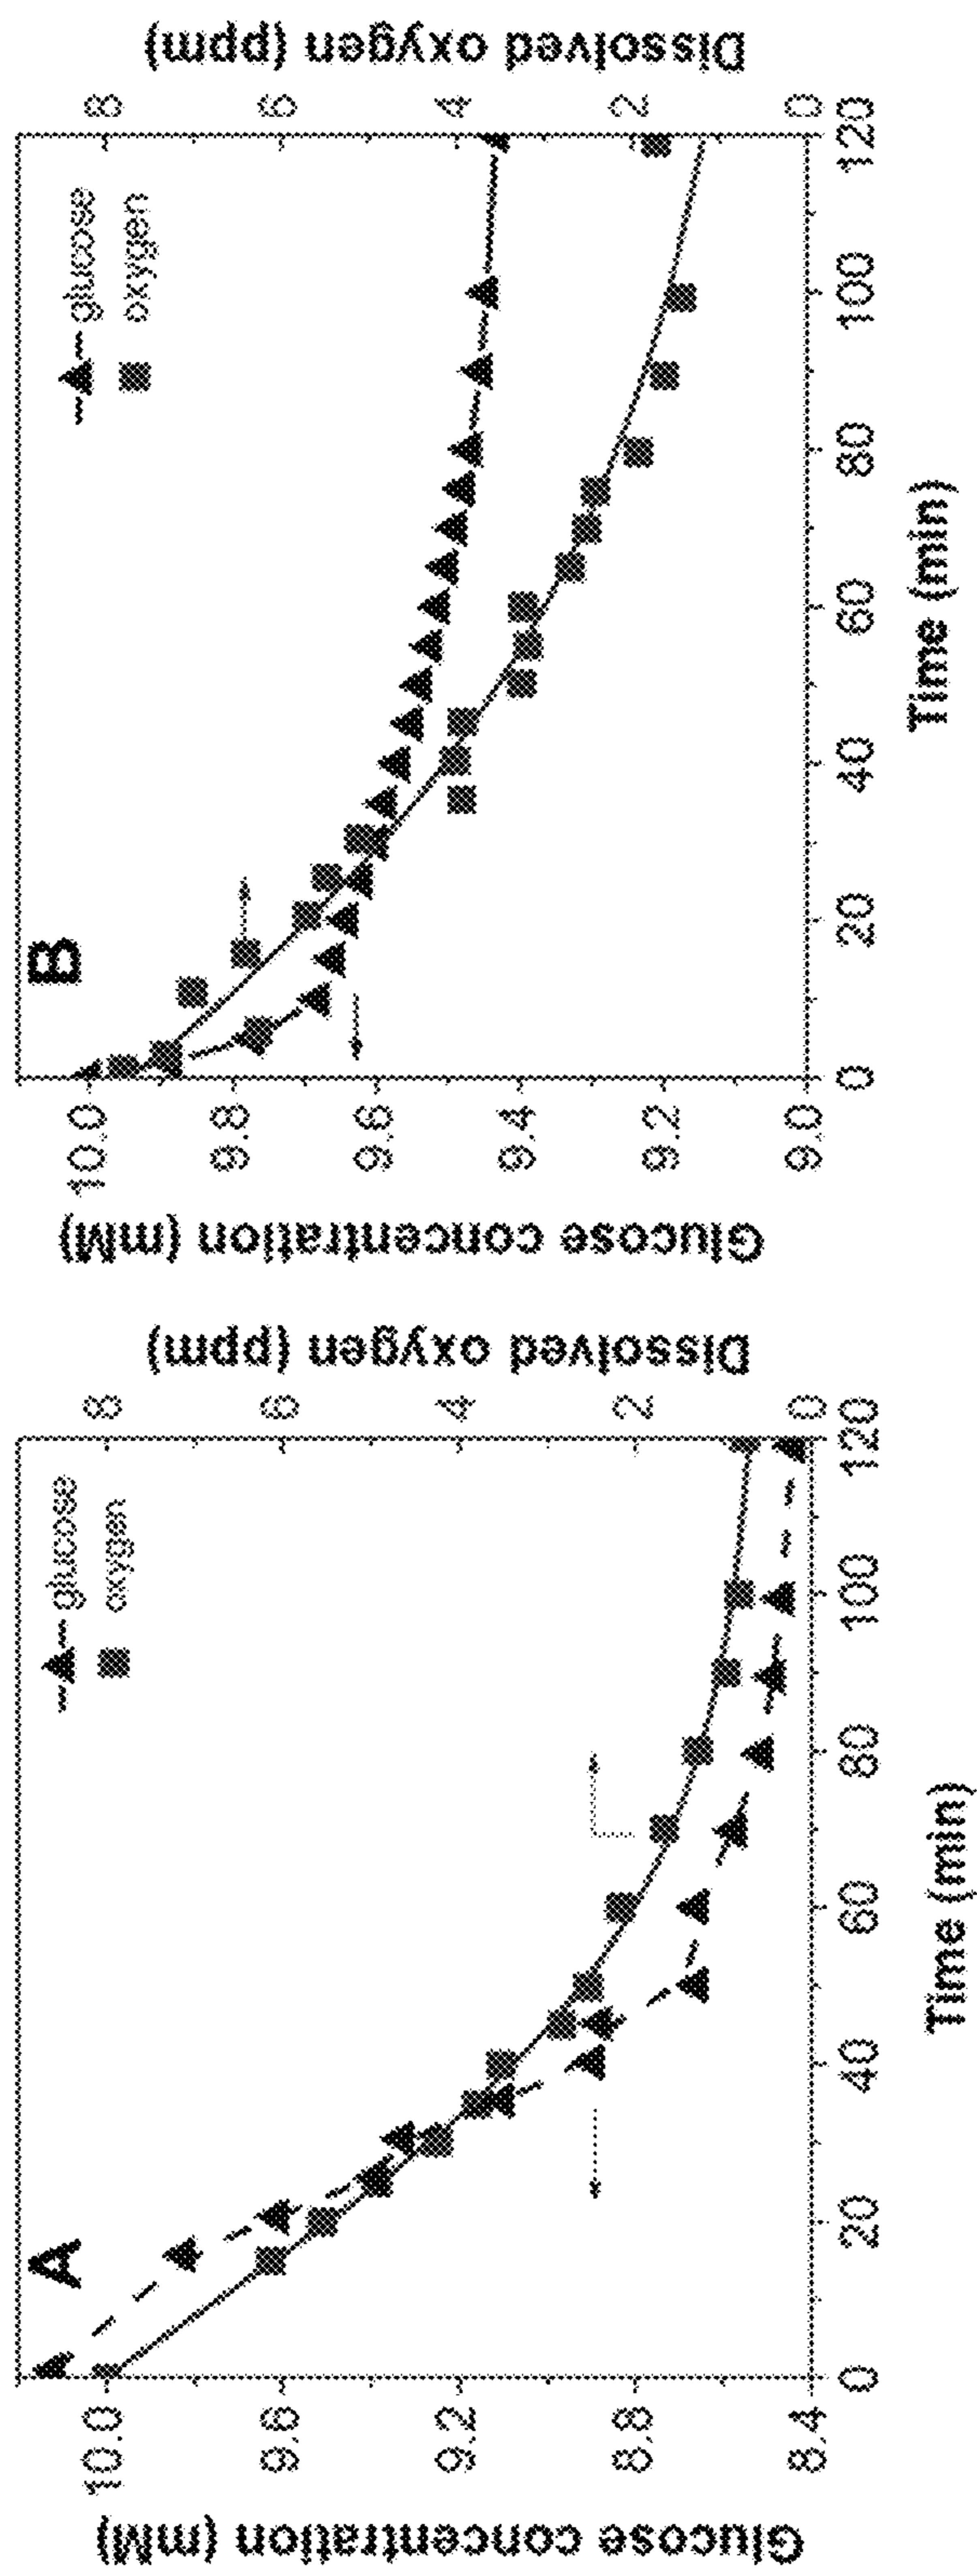 A
glucose
oxygen
Glucose concentration (mM)
10.0
9.6
9.2
8.8
8.4
Dissolved oxygen (ppm)
8
6
4
2
0
0 20 40 60 80 100 120
Time (min)
B
glucose
oxygen
Glucose concentration (mM)
10.0
9.8
9.6
9.4
9.2
9.0
Dissolved oxygen (ppm)
8
6
4
2
0
0 20 40 60 80 100 120
Time (min)